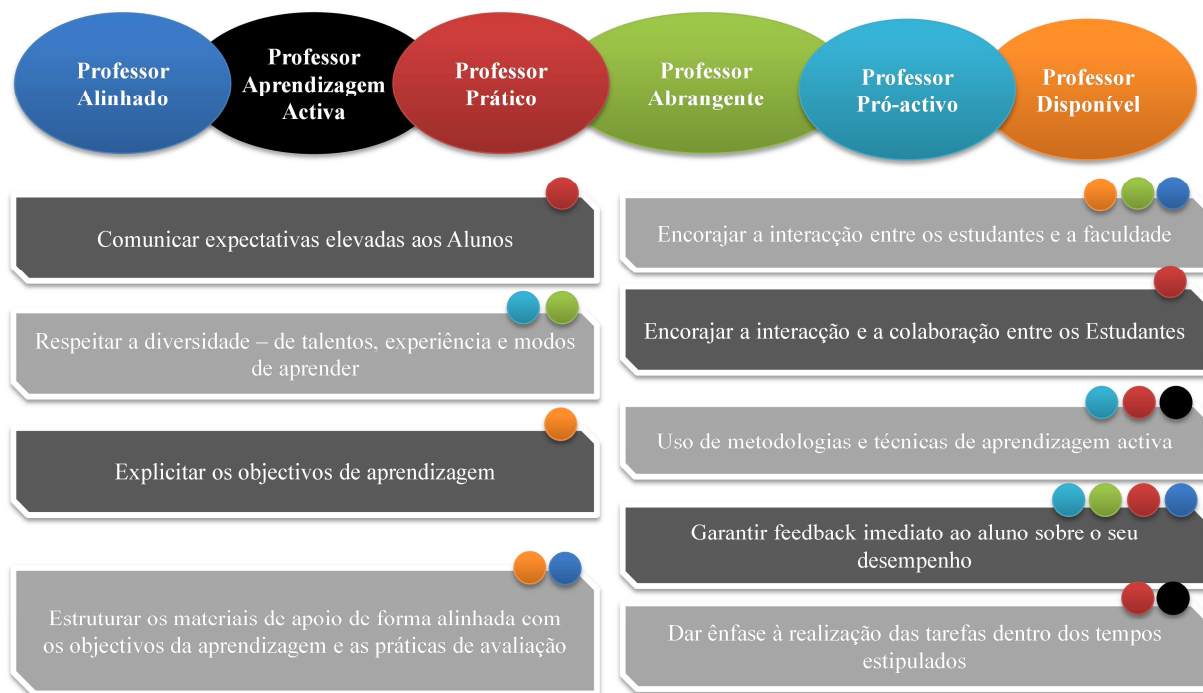 Professor
Alinhado
Professor
Aprendizagem
Activa
Professor
Prático
Professor
Abrangente
Professor
Pró-activo
Professor
Disponível
Comunicar expectativas elevadas aos Alunos
Respeitar a diversidade – de talentos, experiência e modos
de aprender
Explicitar os objectivos de aprendizagem
Estruturar os materiais de apoio de forma alinhada com
os objectivos da aprendizagem e as práticas de avaliação
Encorajar a interacção entre os estudantes e a faculdade
Encorajar a interacção e a colaboração entre os Estudantes
Uso de metodologias e técnicas de aprendizagem activa
Garantir feedback imediato ao aluno sobre o seu
desempenho
Dar ênfase à realização das tarefas dentro dos tempos
estipulados